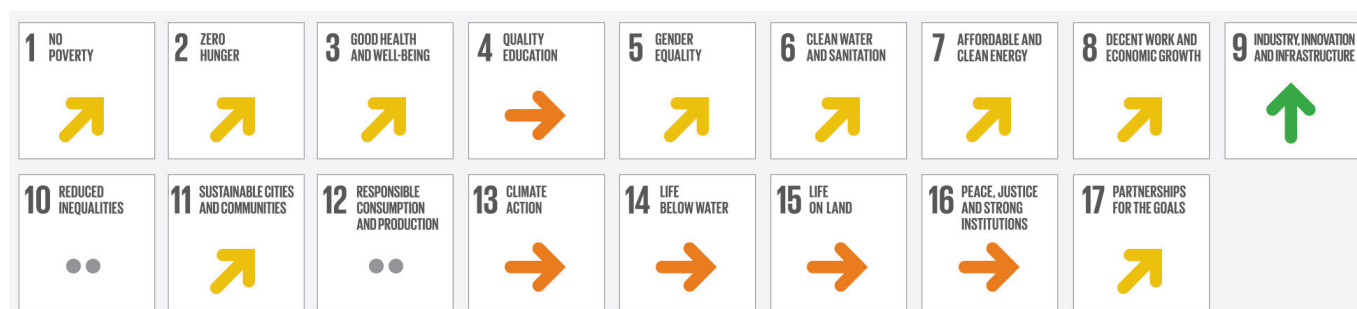 1 NO
POVERTY
2 ZERO
HUNGER
3 GOOD HEALTH
AND WELL-BEING
4 QUALITY
EDUCATION
5 GENDER
EQUALITY
6 CLEAN WATER
AND SANITATION
7 AFFORDABLE AND
CLEAN ENERGY
8 DECENT WORK AND
ECONOMIC GROWTH
9 INDUSTRY, INNOVATION
AND INFRASTRUCTURE
10 REDUCED
INEQUALITIES
11 SUSTAINABLE CITIES
AND COMMUNITIES
12 RESPONSIBLE
CONSUMPTION
AND PRODUCTION
13 CLIMATE
ACTION
14 LIFE
BELOW WATER
15 LIFE
ON LAND
16 PEACE, JUSTICE
AND STRONG
INSTITUTIONS
17 PARTNERSHIPS
FOR THE GOALS